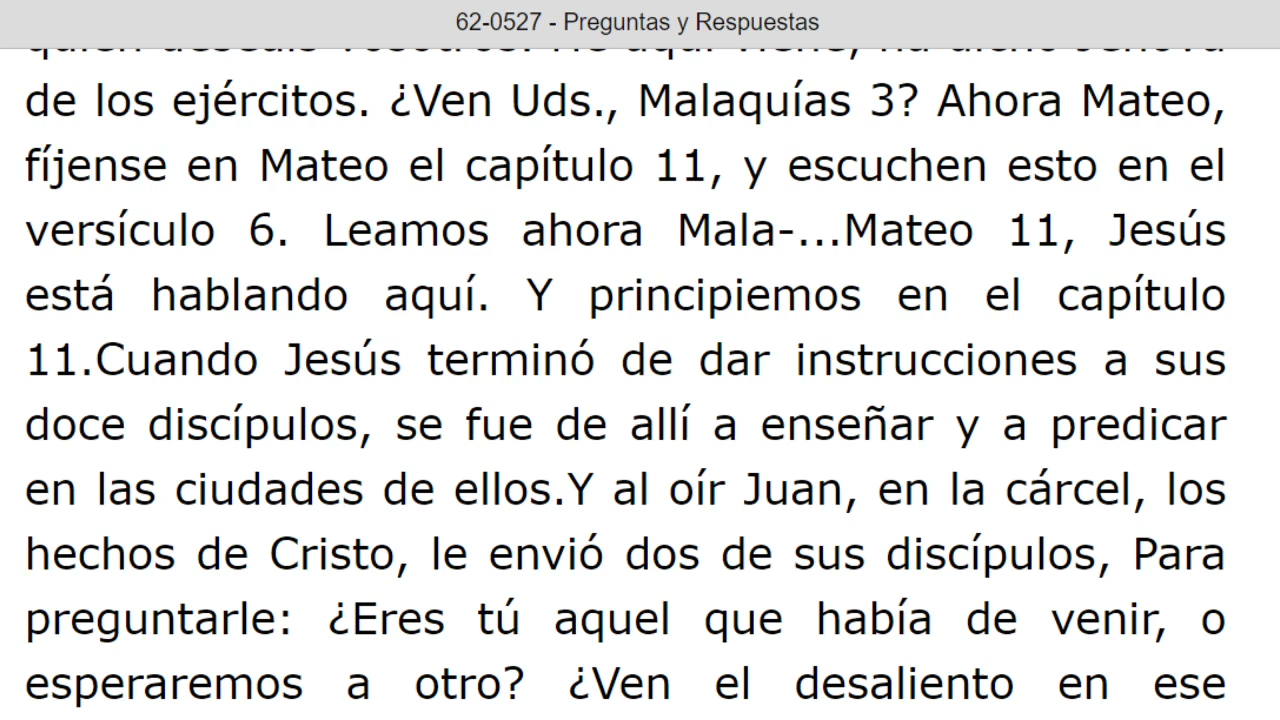 62-0527 - Preguntas y Respuestas
de los ejércitos. ¿Ven Uds., Malaquías 3? Ahora Mateo,
fíjense en Mateo el capítulo 11, y escuchen esto en el
versículo 6. Leamos ahora Mala-...Mateo 11, Jesús
está hablando aquí. Y principiemos en el capítulo
11.Cuando Jesús terminó de dar instrucciones a sus
doce discípulos, se fue de allí a enseñar y a predicar
en las ciudades de ellos.Y al oír Juan, en la cárcel, los
hechos de Cristo, le envió dos de sus discípulos, Para
preguntarle: ¿Eres tú aquel que había de venir, o
esperaremos a otro? ¿Ven el desaliento en ese